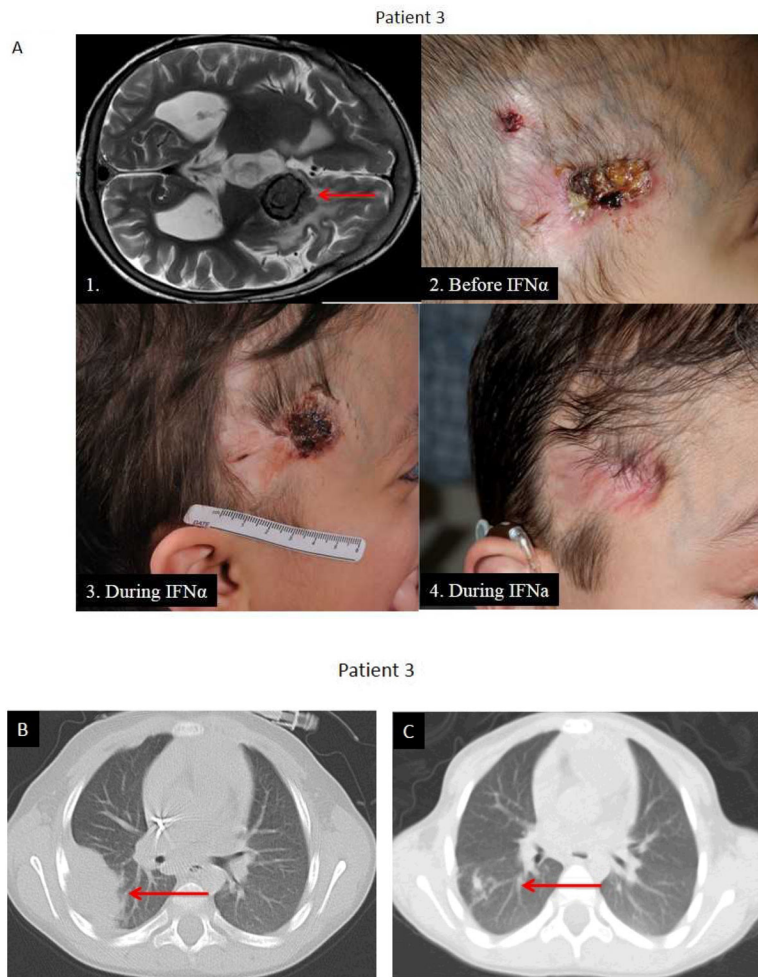 Patient 3
A
1.
2. Before IFNα
3. During IFNα
4. During IFNa
Patient 3
B
C